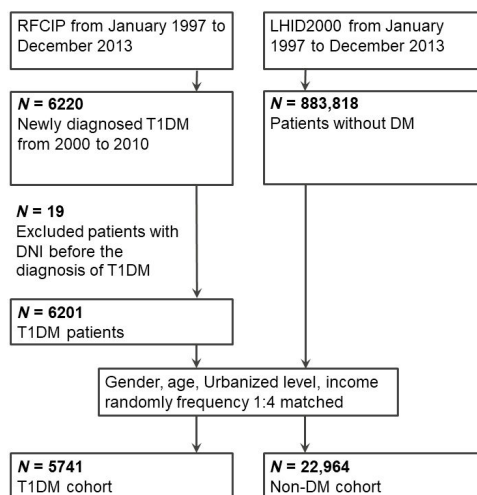 RFCIP from January 1997 to
December 2013
LHID2000 from January
1997 to December 2013
N = 6220
Newly diagnosed T1DM
from 2000 to 2010
N = 883,818
Patients without DM
N = 19
Excluded patients with
DNI before the
diagnosis of T1DM
N = 6201
T1DM patients
Gender, age, Urbanized level, income
randomly frequency 1:4 matched
N = 5741
T1DM cohort
N = 22,964
Non-DM cohort